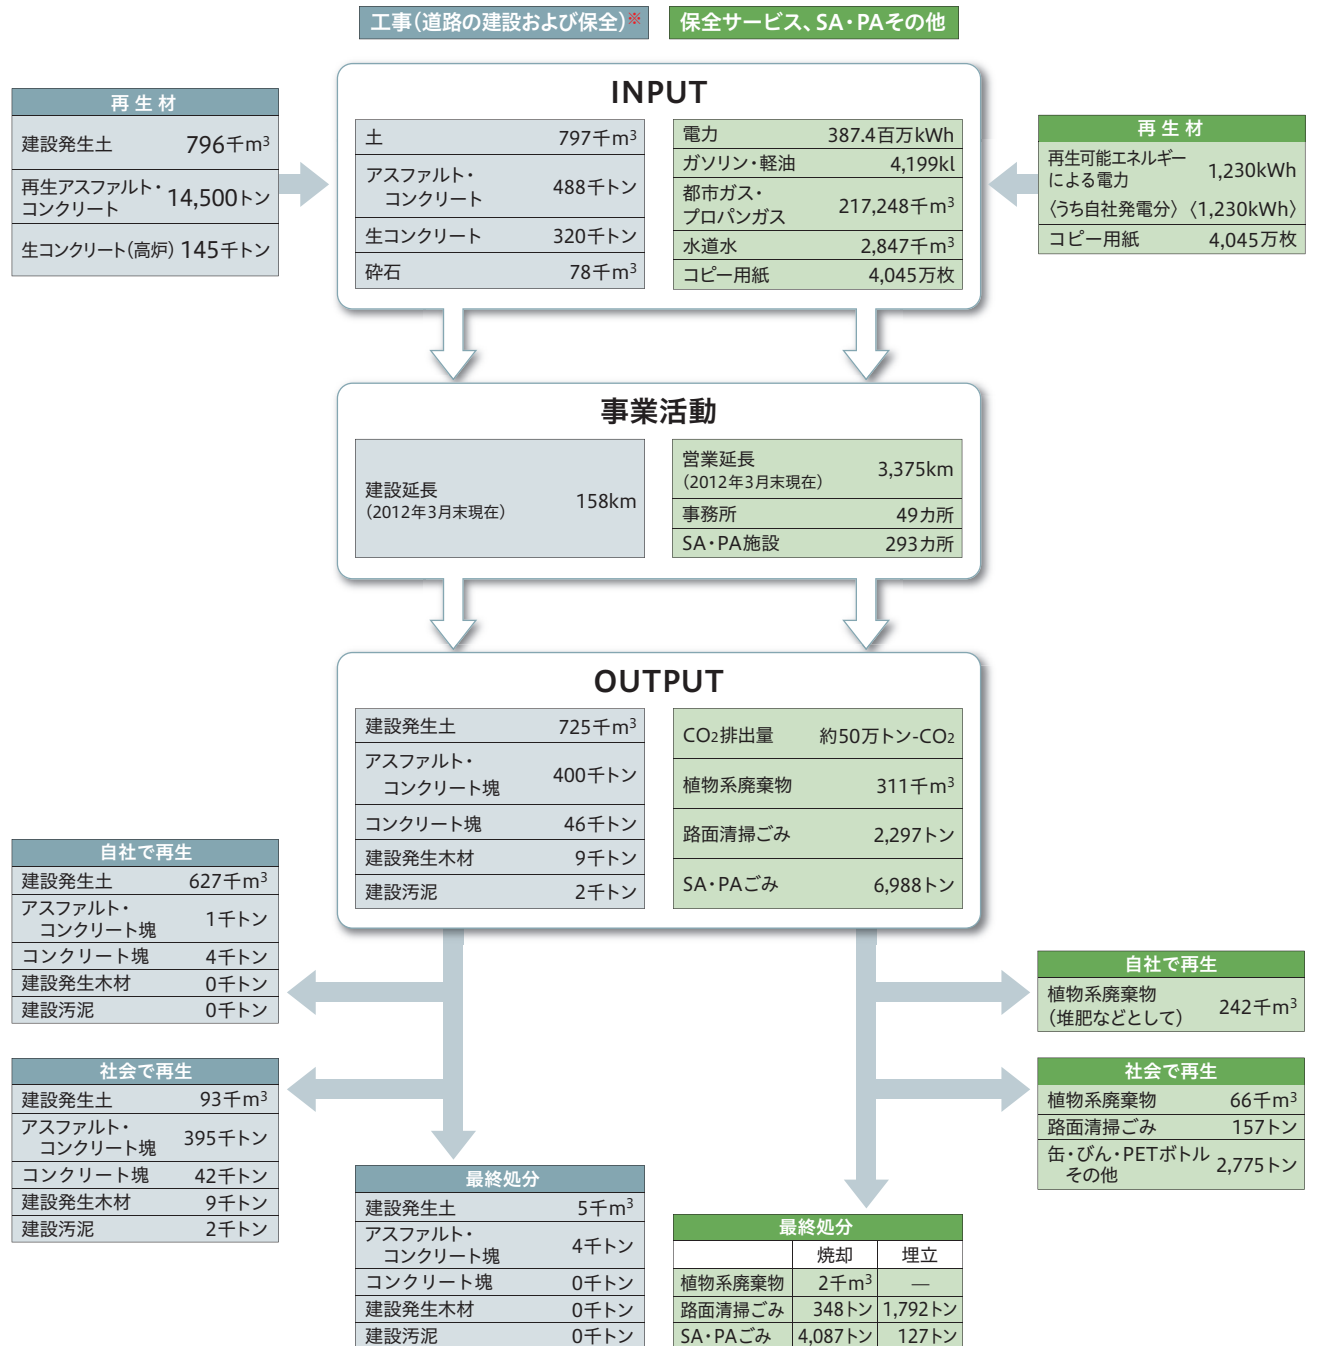 工事（道路の建設および保全）※
保全サービス、SA・PAその他
再生材
建設発生土 796千m³
再生アスファルト・
コンクリート 14,500トン
生コンクリート（高炉） 145千トン
INPUT
土 797千m³
アスファルト・
コンクリート 488千トン
生コンクリート 320千トン
砕石 78千m³
電力 387.4百万kWh
ガソリン・軽油 4,199kl
都市ガス・
プロパンガス 217,248千m³
水道水 2,847千m³
コピー用紙 4,045万枚
再生材
再生可能エネルギー
による電力 1,230kWh
〈うち自社発電分〉 〈1,230kWh〉
コピー用紙 4,045万枚
事業活動
建設延長
（2012年3月末現在） 158km
営業延長
（2012年3月末現在） 3,375km
事務所 49カ所
SA・PA施設 293カ所
OUTPUT
建設発生土 725千m³
アスファルト・
コンクリート塊 400千トン
コンクリート塊 46千トン
建設発生木材 9千トン
建設汚泥 2千トン
CO₂排出量 約50万トン-CO₂
植物系廃棄物 311千m³
路面清掃ごみ 2,297トン
SA・PAごみ 6,988トン
自社で再生
建設発生土 627千m³
アスファルト・
コンクリート塊 1千トン
コンクリート塊 4千トン
建設発生木材 0千トン
建設汚泥 0千トン
社会で再生
建設発生土 93千m³
アスファルト・
コンクリート塊 395千トン
コンクリート塊 42千トン
建設発生木材 9千トン
建設汚泥 2千トン
最終処分
建設発生土 5千m³
アスファルト・
コンクリート塊 4千トン
コンクリート塊 0千トン
建設発生木材 0千トン
建設汚泥 0千トン
自社で再生
植物系廃棄物
（堆肥などとして） 242千m³
社会で再生
植物系廃棄物 66千m³
路面清掃ごみ 157トン
缶・びん・PETボトル
その他 2,775トン
最終処分
焼却 埋立
植物系廃棄物 2千m³ —
路面清掃ごみ 348トン 1,792トン
SA・PAごみ 4,087トン 127トン